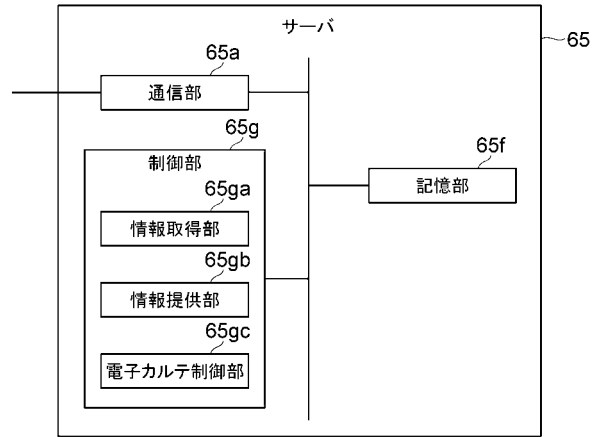 サーバ
65
65a
通信部
65g
制御部
65f
記憶部
65ga
情報取得部
65gb
情報提供部
65gc
電子カルテ制御部